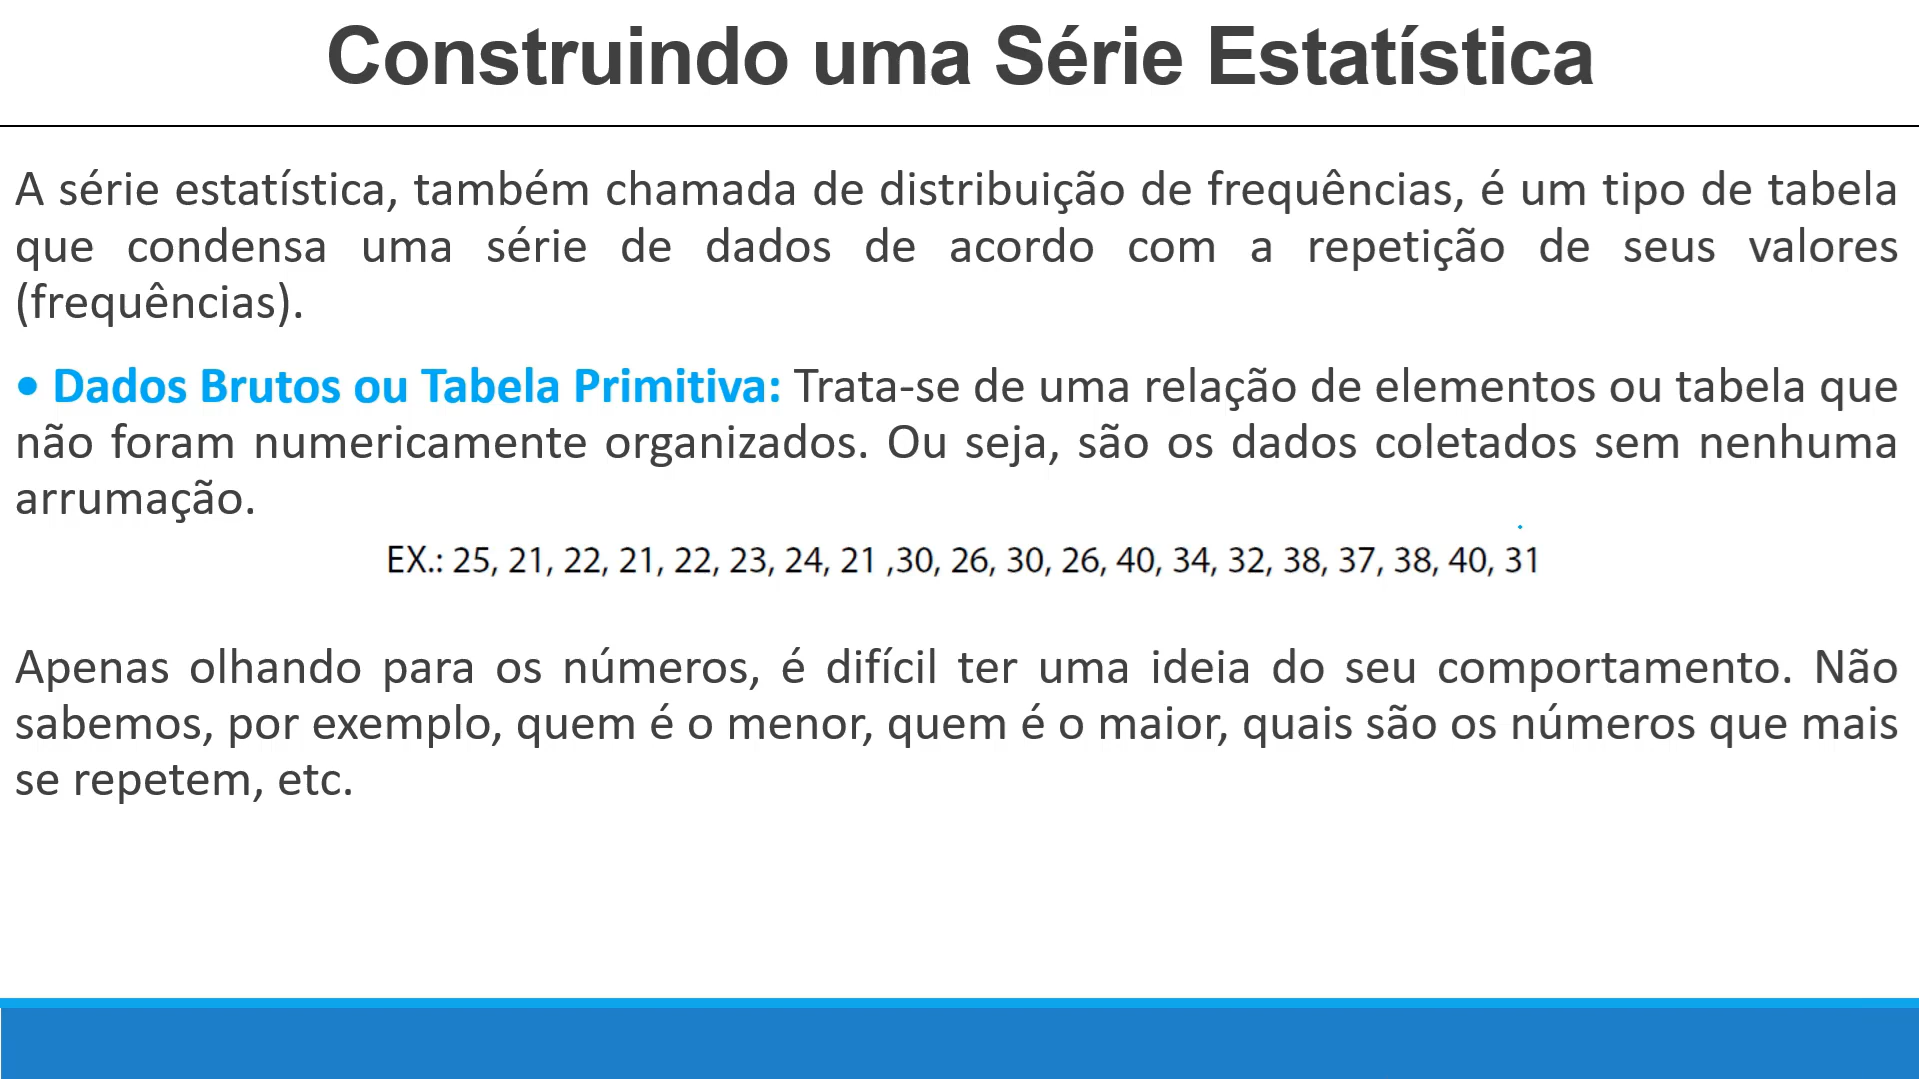 Construindo uma Série Estatística
A série estatística, também chamada de distribuição de frequências, é um tipo de tabela
que condensa uma série de dados de acordo com a repetição de seus valores
(frequências).
• Dados Brutos ou Tabela Primitiva: Trata-se de uma relação de elementos ou tabela que
não foram numericamente organizados. Ou seja, são os dados coletados sem nenhuma
arrumação.
EX.: 25, 21, 22, 21, 22, 23, 24, 21 ,30, 26, 30, 26, 40, 34, 32, 38, 37, 38, 40, 31
Apenas olhando para os números, é difícil ter uma ideia do seu comportamento. Não
sabemos, por exemplo, quem é o menor, quem é o maior, quais são os números que mais
se repetem, etc.